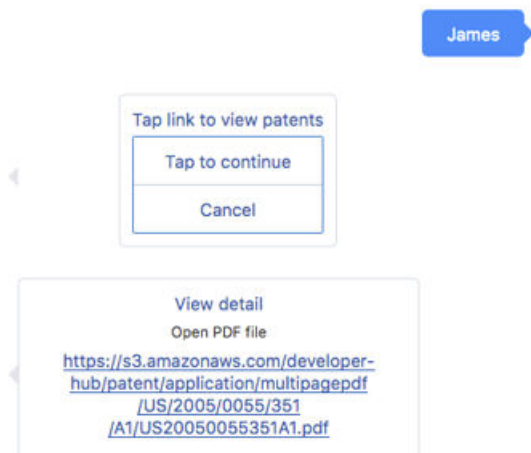 James
Tap link to view patents
Tap to continue
Cancel
View detail
Open PDF file
https://s3.amazonaws.com/developer-
hub/patent/application/multipagepdf
/US/2005/0055/351
/A1/US20050055351A1.pdf